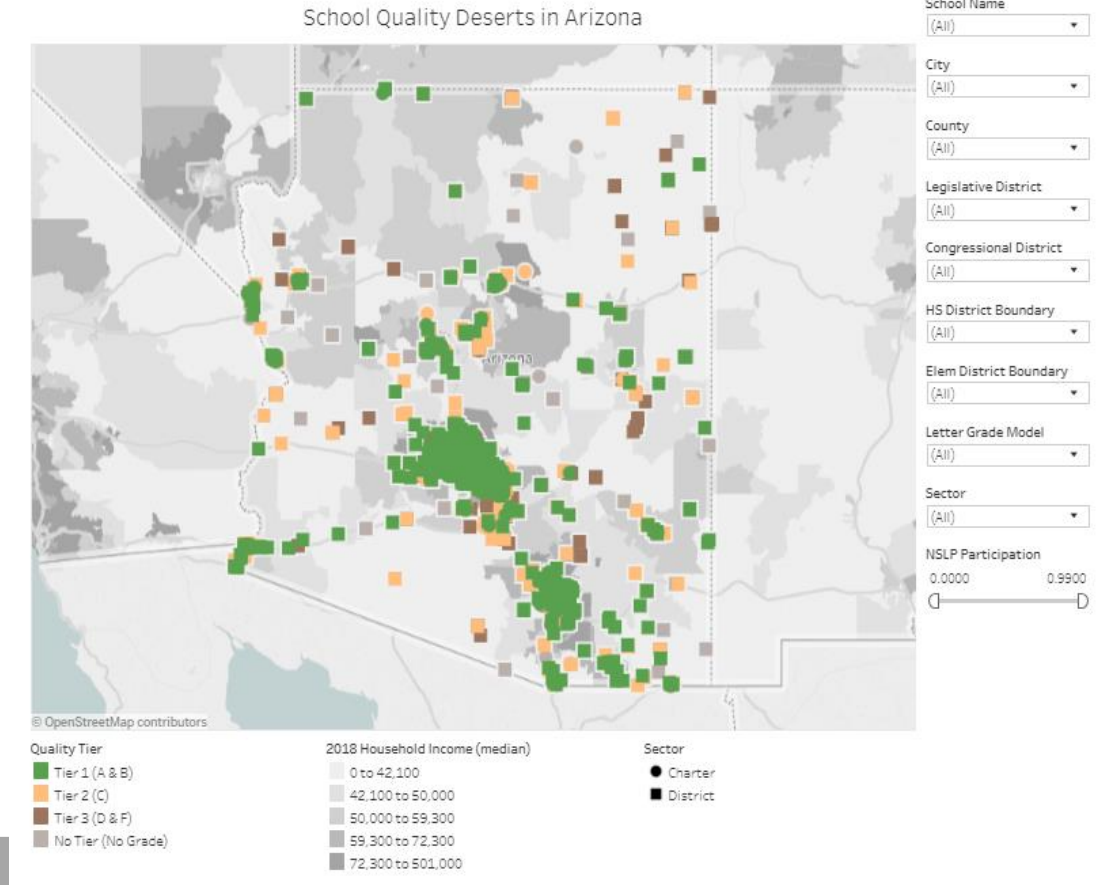 School Quality Deserts in Arizona
School Name
(All)
City
(All)
County
(All)
Legislative District
(All)
Congressional District
(All)
HS District Boundary
(All)
Elem District Boundary
(All)
Letter Grade Model
(All)
Sector
(All)
NSLP Participation
0.0000 0.9900
Arizona
© OpenStreetMap contributors
Quality Tier
Tier 1 (A & B)
Tier 2 (C)
Tier 3 (D & F)
No Tier (No Grade)
2018 Household Income (median)
0 to 42,100
42,100 to 50,000
50,000 to 59,300
59,300 to 72,300
72,300 to 501,000
Sector
Charter
District